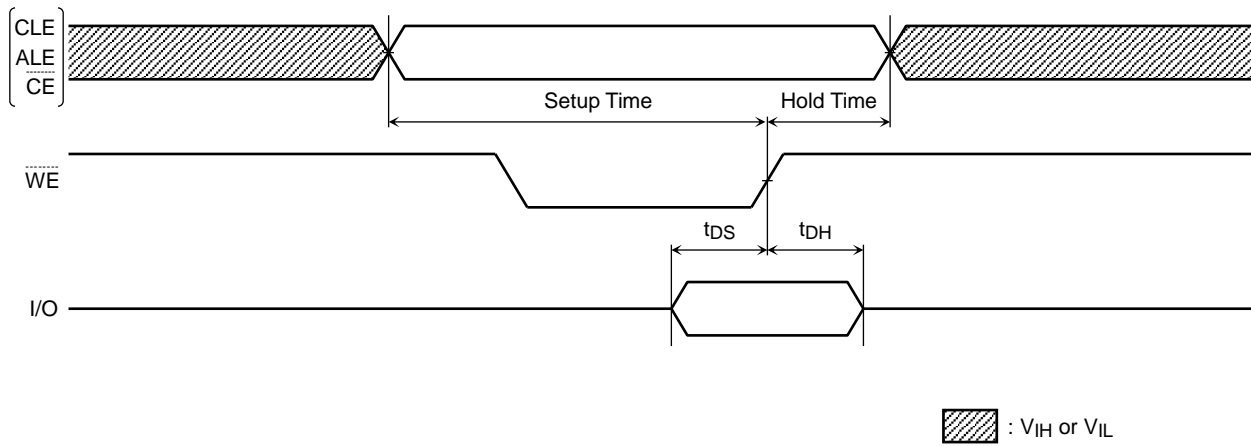 CLE
ALE
CE
Setup Time
Hold Time
WE
tDS
tDH
I/O
: VIH or VIL